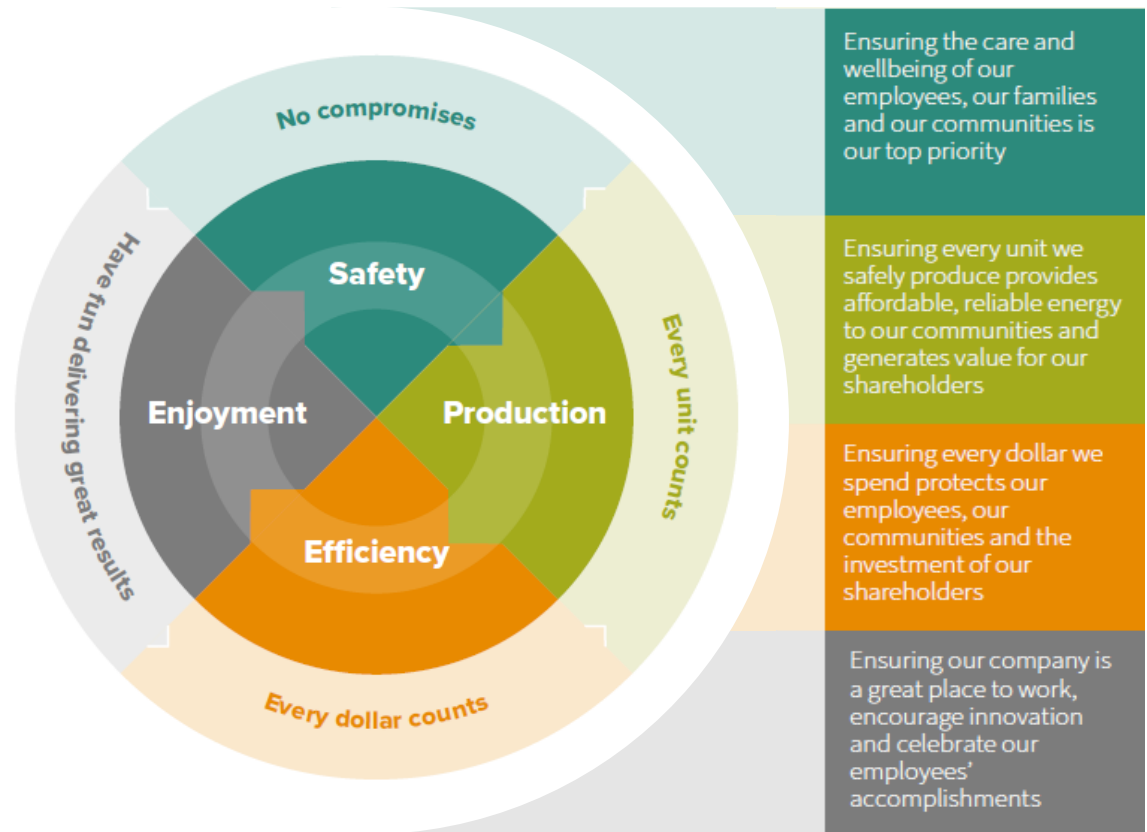 No compromises
Safety
Enjoyment
Production
Efficiency
Have fun delivering great results
Every unit counts
Every dollar counts
Ensuring the care and
wellbeing of our
employees, our families
and our communities is
our top priority
Ensuring every unit we
safely produce provides
affordable, reliable energy
to our communities and
generates value for our
shareholders
Ensuring every dollar we
spend protects our
employees, our
communities and the
investment of our
shareholders
Ensuring our company is
a great place to work,
encourage innovation
and celebrate our
employees’
accomplishments